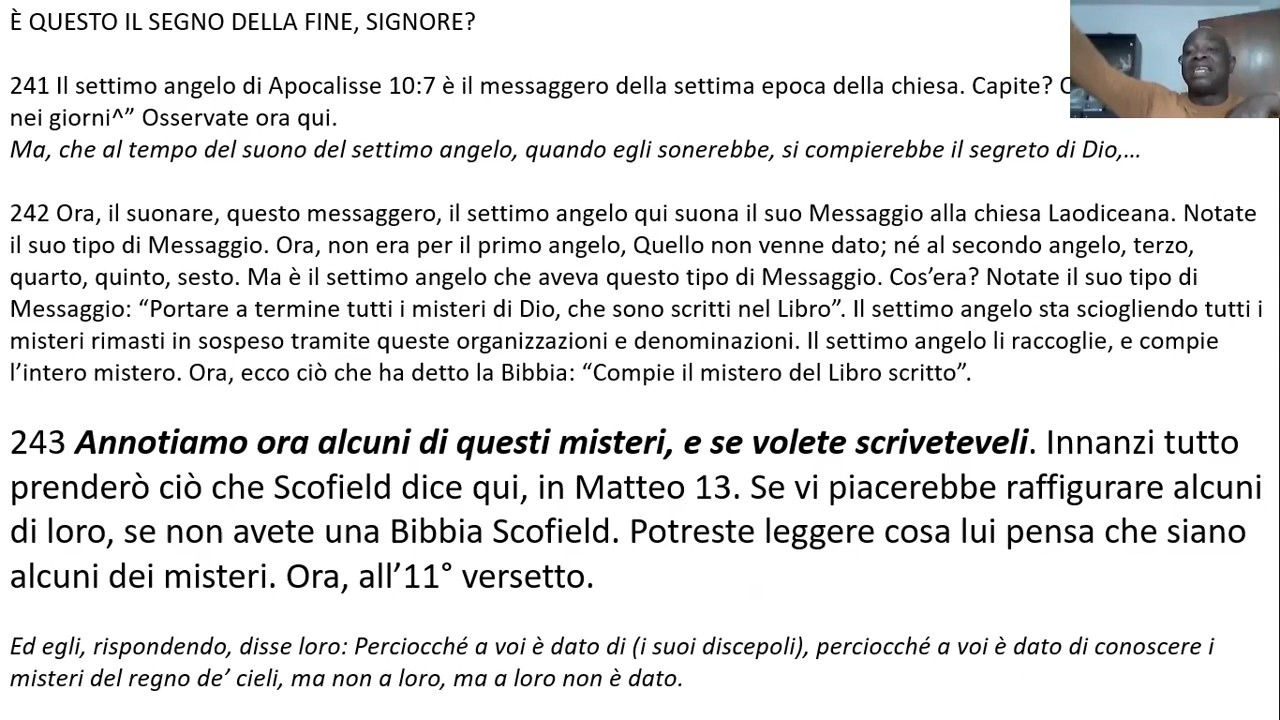 È QUESTO IL SEGNO DELLA FINE, SIGNORE?
241 Il settimo angelo di Apocalisse 10:7 è il messaggero della settima epoca della chiesa. Capite?
nei giorni^” Osservate ora qui.
Ma, che al tempo del suono del settimo angelo, quando egli sonerebbe, si compierebbe il segreto di Dio,...
242 Ora, il suonare, questo messaggero, il settimo angelo qui suona il suo Messaggio alla chiesa Laodiceana. Notate
il suo tipo di Messaggio. Ora, non era per il primo angelo, Quello non venne dato; né al secondo angelo, terzo,
quarto, quinto, sesto. Ma è il settimo angelo che aveva questo tipo di Messaggio. Cos’era? Notate il suo tipo di
Messaggio: “Portare a termine tutti i misteri di Dio, che sono scritti nel Libro”. Il settimo angelo sta sciogliendo tutti i
misteri rimasti in sospeso tramite queste organizzazioni e denominazioni. Il settimo angelo li raccoglie, e compie
l’intero mistero. Ora, ecco ciò che ha detto la Bibbia: “Compie il mistero del Libro scritto”.
243 Annotiamo ora alcuni di questi misteri, e se volete scriveteveli. Innanzi tutto
prenderò ciò che Scofield dice qui, in Matteo 13. Se vi piacerebbe raffigurare alcuni
di loro, se non avete una Bibbia Scofield. Potreste leggere cosa lui pensa che siano
alcuni dei misteri. Ora, all’11° versetto.
Ed egli, rispondendo, disse loro: Perciocché a voi è dato di (i suoi discepoli), perciocché a voi è dato di conoscere i
misteri del regno de’ cieli, ma non a loro, ma a loro non è dato.